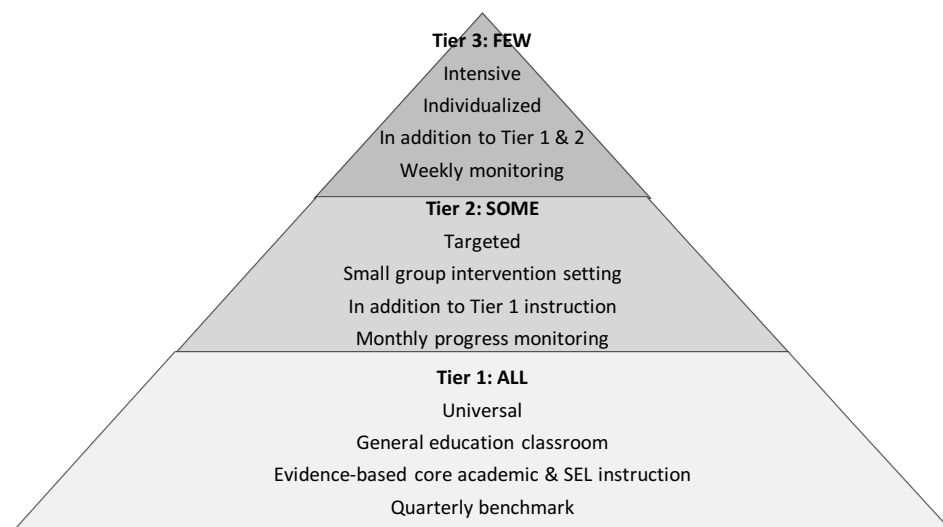 Tier 3: FEW
Intensive
Individualized
In addition to Tier 1 & 2
Weekly monitoring
Tier 2: SOME
Targeted
Small group intervention setting
In addition to Tier 1 instruction
Monthly progress monitoring
Tier 1: ALL
Universal
General education classroom
Evidence-based core academic & SEL instruction
Quarterly benchmark